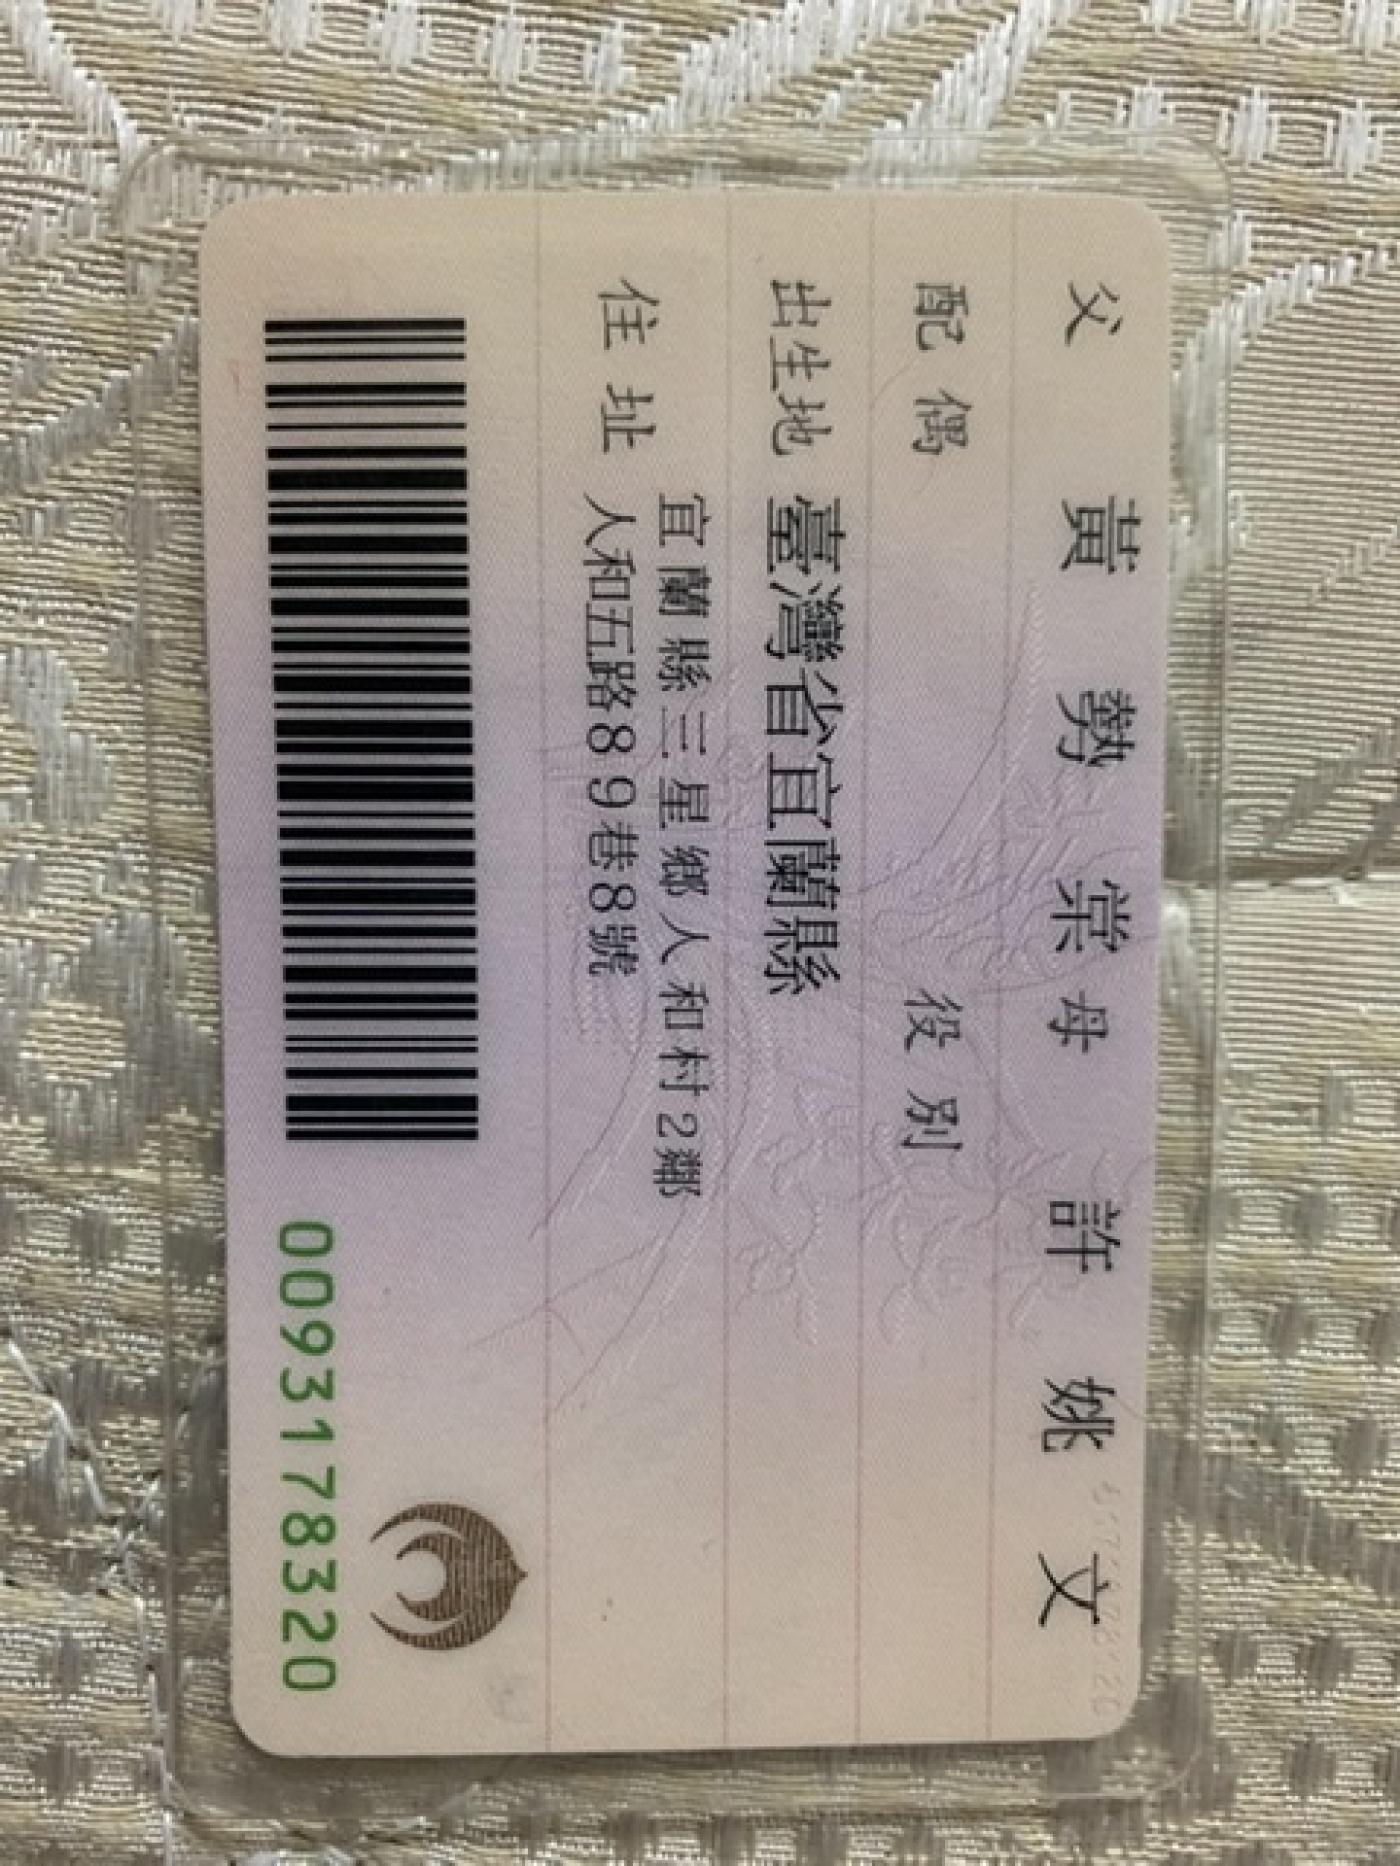 父 黃勢棠 母 許姚文
配偶 役別
出生地 臺灣省宜蘭縣
住址 宜蘭縣三星鄉人和村2鄰
人和五路89巷8號
0093178320